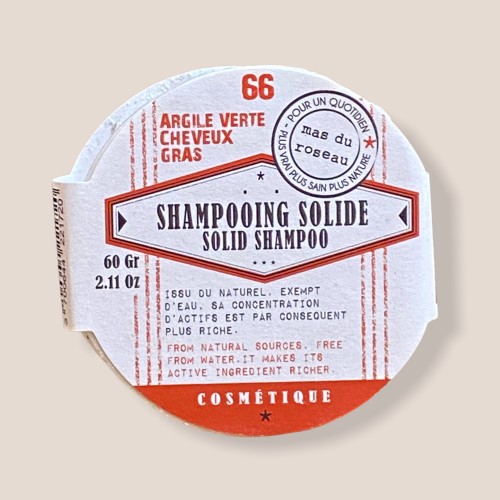 66
ARGILE VERTE
CHEVEUX
GRAS
POUR UN QUOTIDIEN
- PLUS VRAI PLUS SAIN PLUS NATURE
mas du
roseau
SHAMPOOING SOLIDE
SOLID SHAMPOO
60 Gr
2.11 Oz
ISSU DU NATUREL. EXEMPT
D'EAU. SA CONCENTRATION
D'ACTIFS EST PAR CONSEQUENT
PLUS RICHE.
FROM NATURAL SOURCES. FREE
FROM WATER.IT MAKES ITS
ACTIVE INGREDIENT RICHER.
COSMÉTIQUE